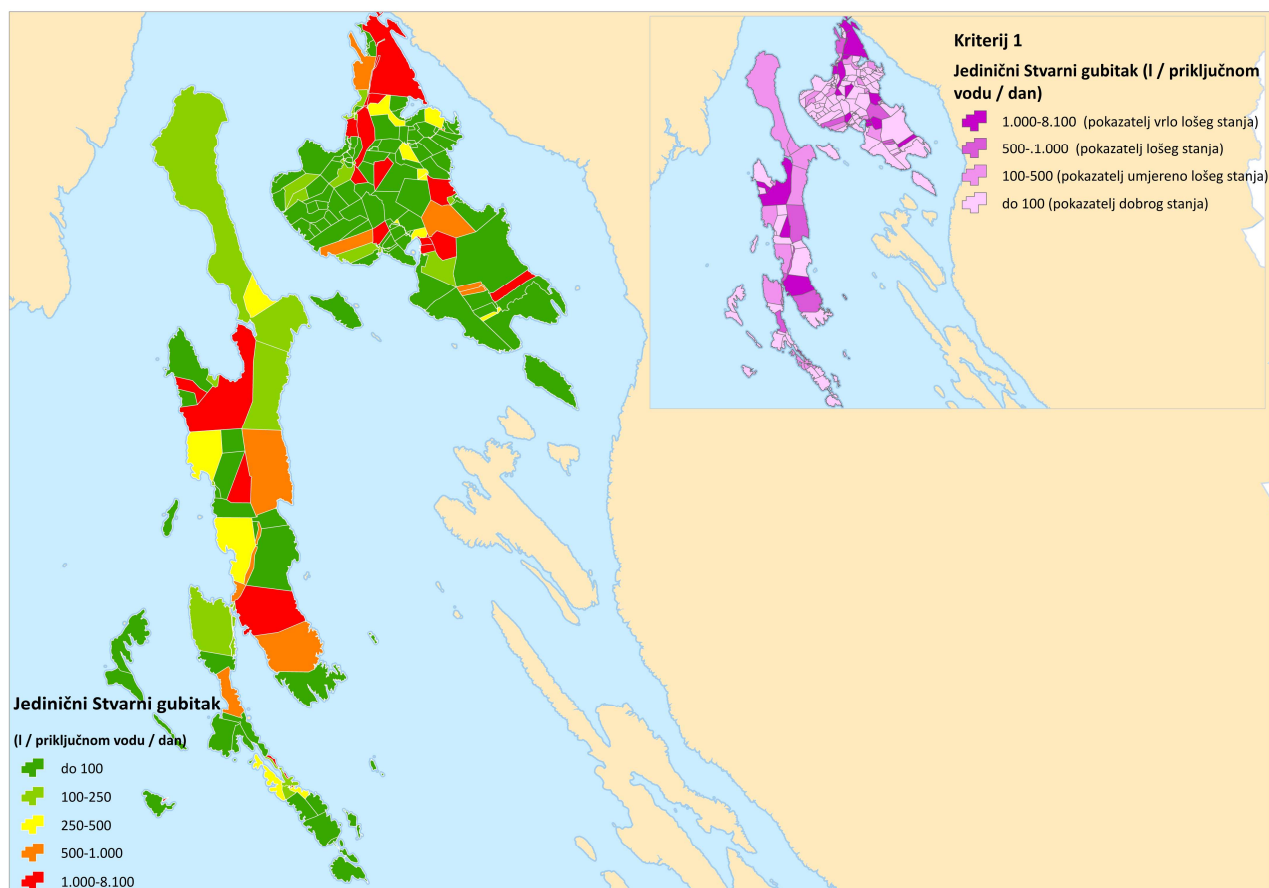 Kriterij 1
Jedinični Stvarni gubitak (l / priključnom
vodu / dan)
1.000-8.100 (pokazatelj vrlo lošeg stanja)
500-.1.000 (pokazatelj lošeg stanja)
100-500 (pokazatelj umjereno lošeg stanja)
do 100 (pokazatelj dobrog stanja)
Jedinični Stvarni gubitak
(l / priključnom vodu / dan)
do 100
100-250
250-500
500-1.000
1.000-8.100